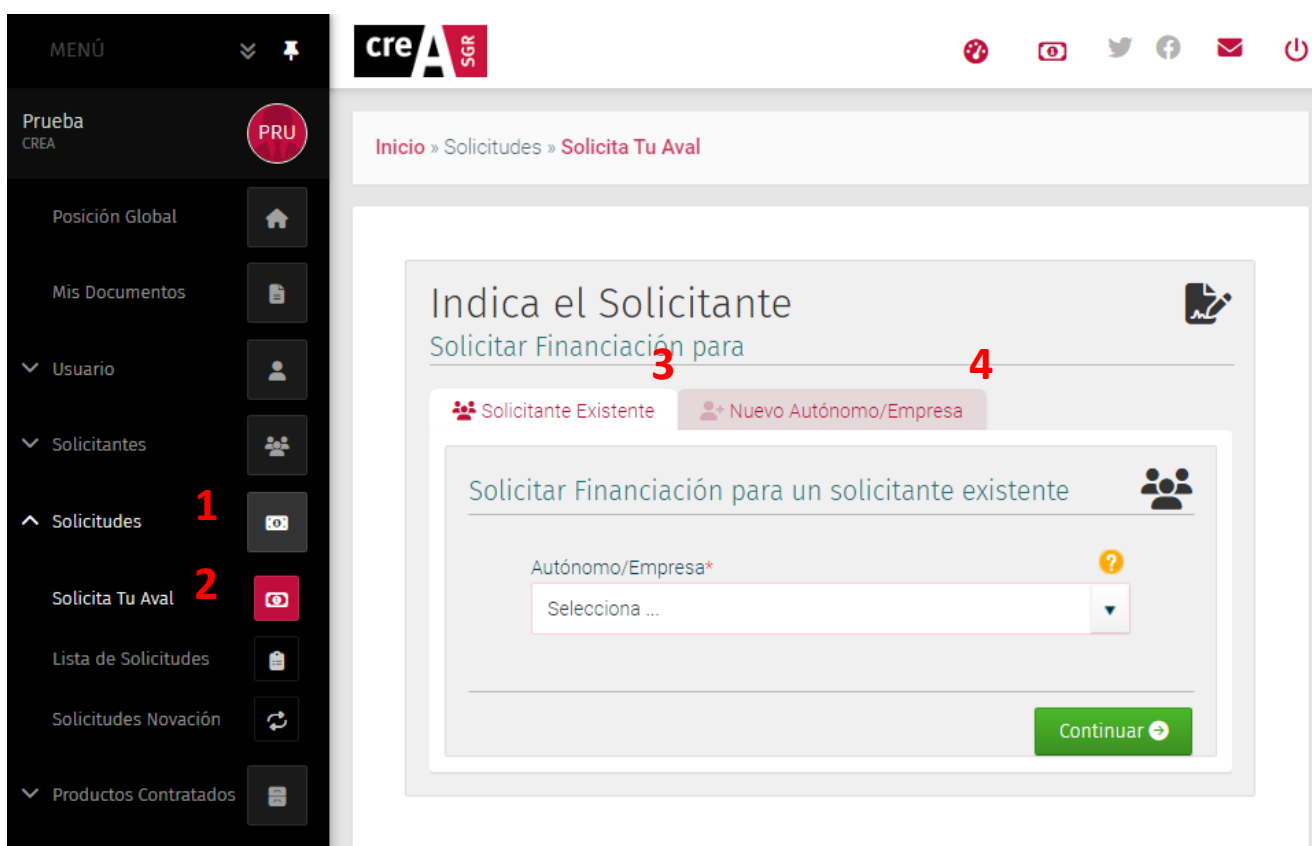 MENÚ
Prueba
CREA
PRU
Posición Global
Mis Documentos
Usuario
Solicitantes
Solicitudes 1
Solicita Tu Aval 2
Lista de Solicitudes
Solicitudes Novación
Productos Contratados
creA SGR
Inicio » Solicitudes » Solicita Tu Aval
Indica el Solicitante
Solicitar Financiación para
3 4
Solicitante Existente Nuevo Autónomo/Empresa
Solicitar Financiación para un solicitante existente
Autónomo/Empresa* ?
Selecciona ...
Continuar